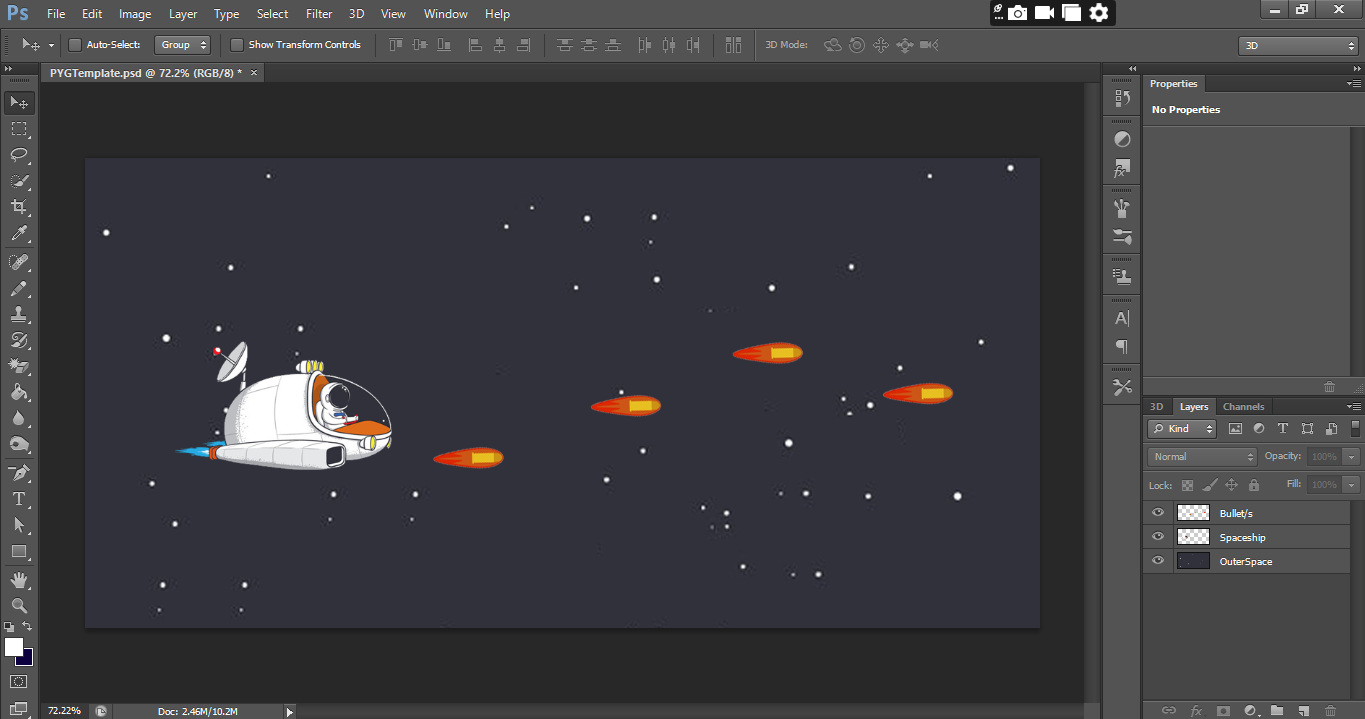 Ps File Edit Image Layer Type Select Filter 3D View Window Help
Auto-Select: Group Show Transform Controls 3D Mode: 3D
PYGTemplate.psd @ 72.2% (RGB/8) * ×
Properties
No Properties
3D Layers Channels
Kind T
Normal Opacity: 100%
Lock: Fill: 100%
Bullet/s
Spaceship
OuterSpace
72.22% Doc: 2.46M/10.2M